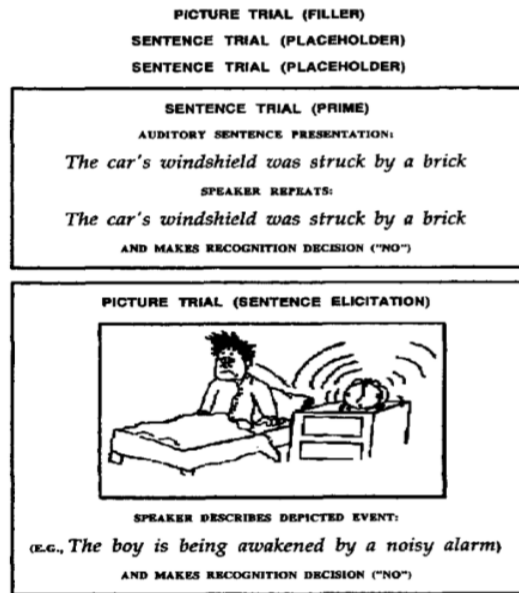 PICTURE TRIAL (FILLER)
SENTENCE TRIAL (PLACEHOLDER)
SENTENCE TRIAL (PLACEHOLDER)
SENTENCE TRIAL (PRIME)
AUDITORY SENTENCE PRESENTATION:
The car's windshield was struck by a brick
SPEAKER REPEATS:
The car's windshield was struck by a brick
AND MAKES RECOGNITION DECISION ("NO")
PICTURE TRIAL (SENTENCE ELICITATION)
SPEAKER DESCRIBES DEPICTED EVENT:
(E.G., The boy is being awakened by a noisy alarm)
AND MAKES RECOGNITION DECISION ("NO")